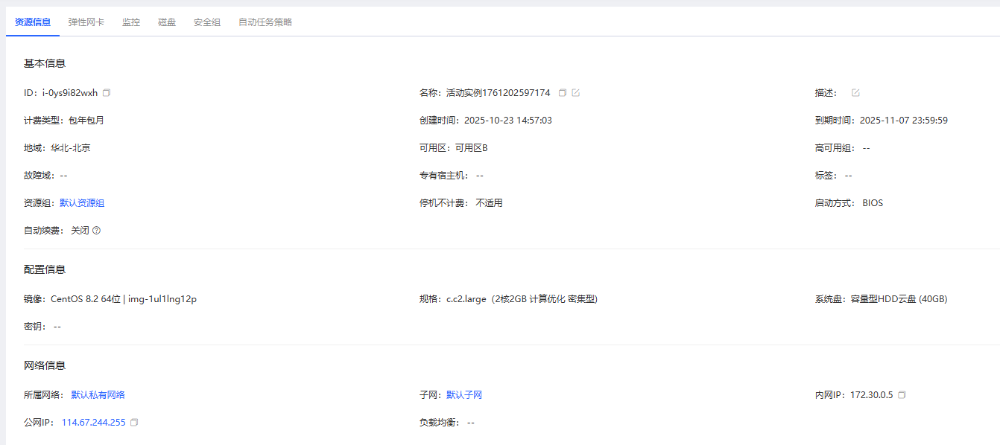 资源信息 弹性网卡 监控 磁盘 安全组 自动任务策略
基本信息
ID：i-0ys9i82wxh 名称：活动实例1761202597174 描述：
计费类型：包年包月 创建时间：2025-10-23 14:57:03 到期时间：2025-11-07 23:59:59
地域：华北-北京 可用区：可用区B 高可用组： --
故障域：-- 专有宿主机： -- 标签： --
资源组：默认资源组 停机不计费： 不适用 启动方式： BIOS
自动续费： 关闭
配置信息
镜像：CentOS 8.2 64位 | img-1ul1lng12p 规格：c.c2.large（2核2GB 计算优化 密集型) 系统盘：容量型HDD云盘 (40GB)
密钥： --
网络信息
所属网络： 默认私有网络 子网：默认子网 内网IP：172.30.0.5
公网IP： 114.67.244.255 负载均衡： --